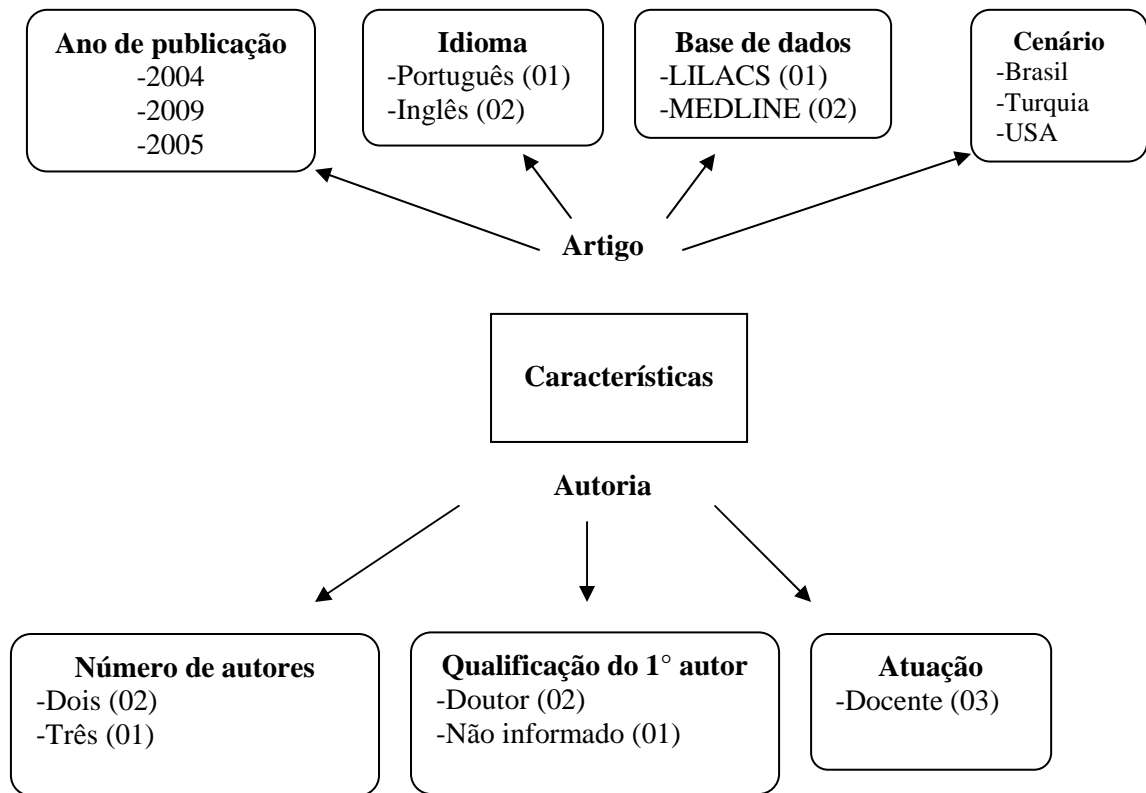 Ano de publicação
-2004
-2009
-2005
Idioma
-Português (01)
-Inglês (02)
Base de dados
-LILACS (01)
-MEDLINE (02)
Cenário
-Brasil
-Turquia
-USA
Artigo
Características
Autoria
Número de autores
-Dois (02)
-Três (01)
Qualificação do 1° autor
-Doutor (02)
-Não informado (01)
Atuação
-Docente (03)